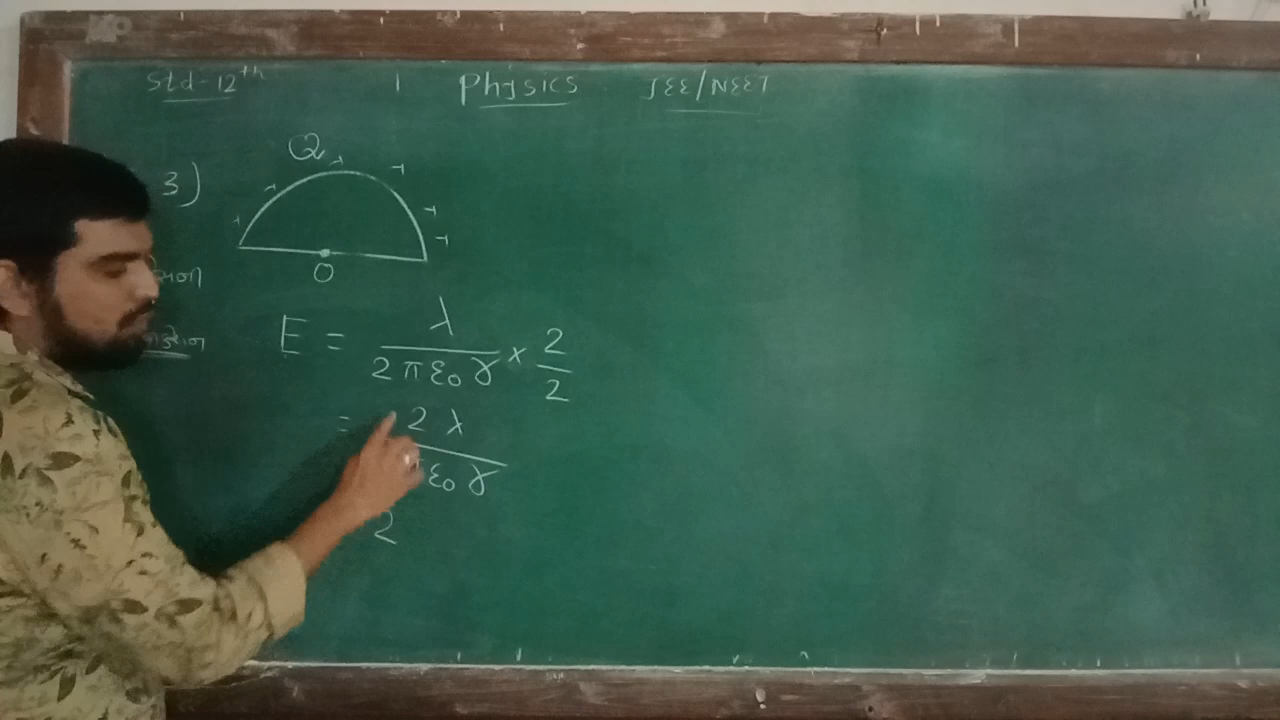 Std-12th | Physics JEE/NEET
3)
Q
O
E = λ / 2πε₀r × 2/2
= 2λ / ε₀r
2